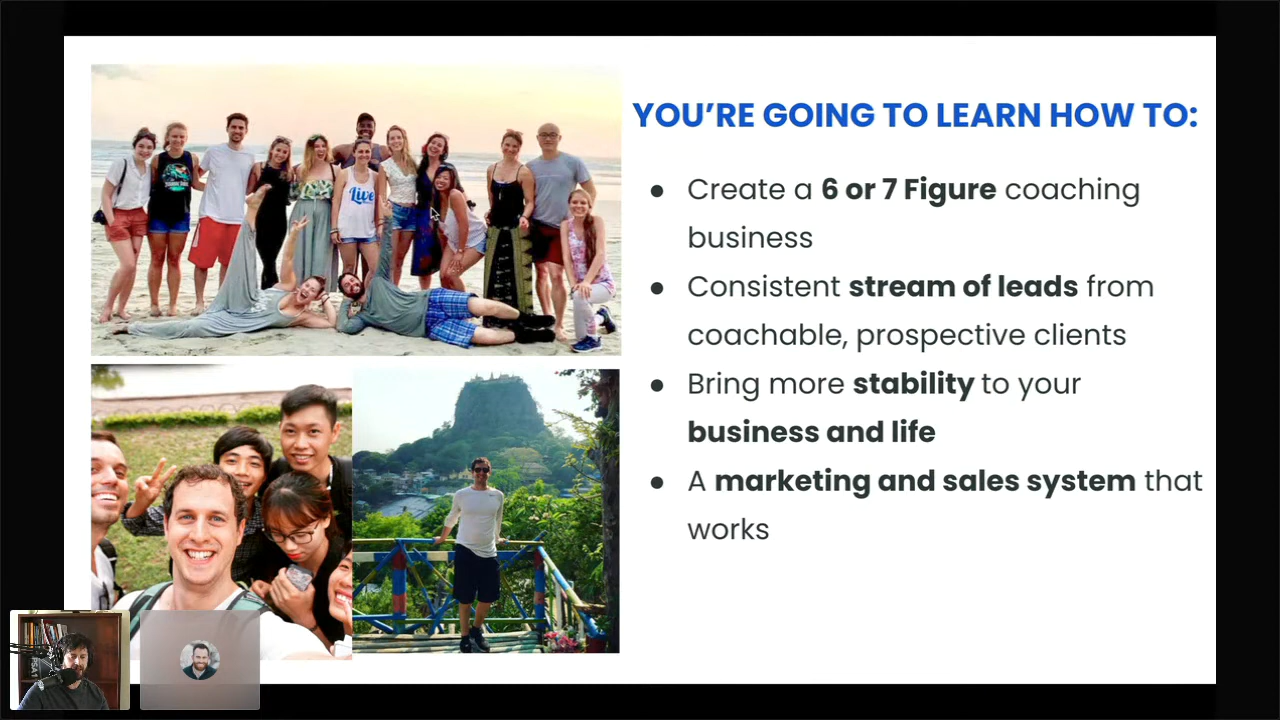 YOU’RE GOING TO LEARN HOW TO:
● Create a 6 or 7 Figure coaching
business
● Consistent stream of leads from
coachable, prospective clients
● Bring more stability to your
business and life
● A marketing and sales system that
works
Live